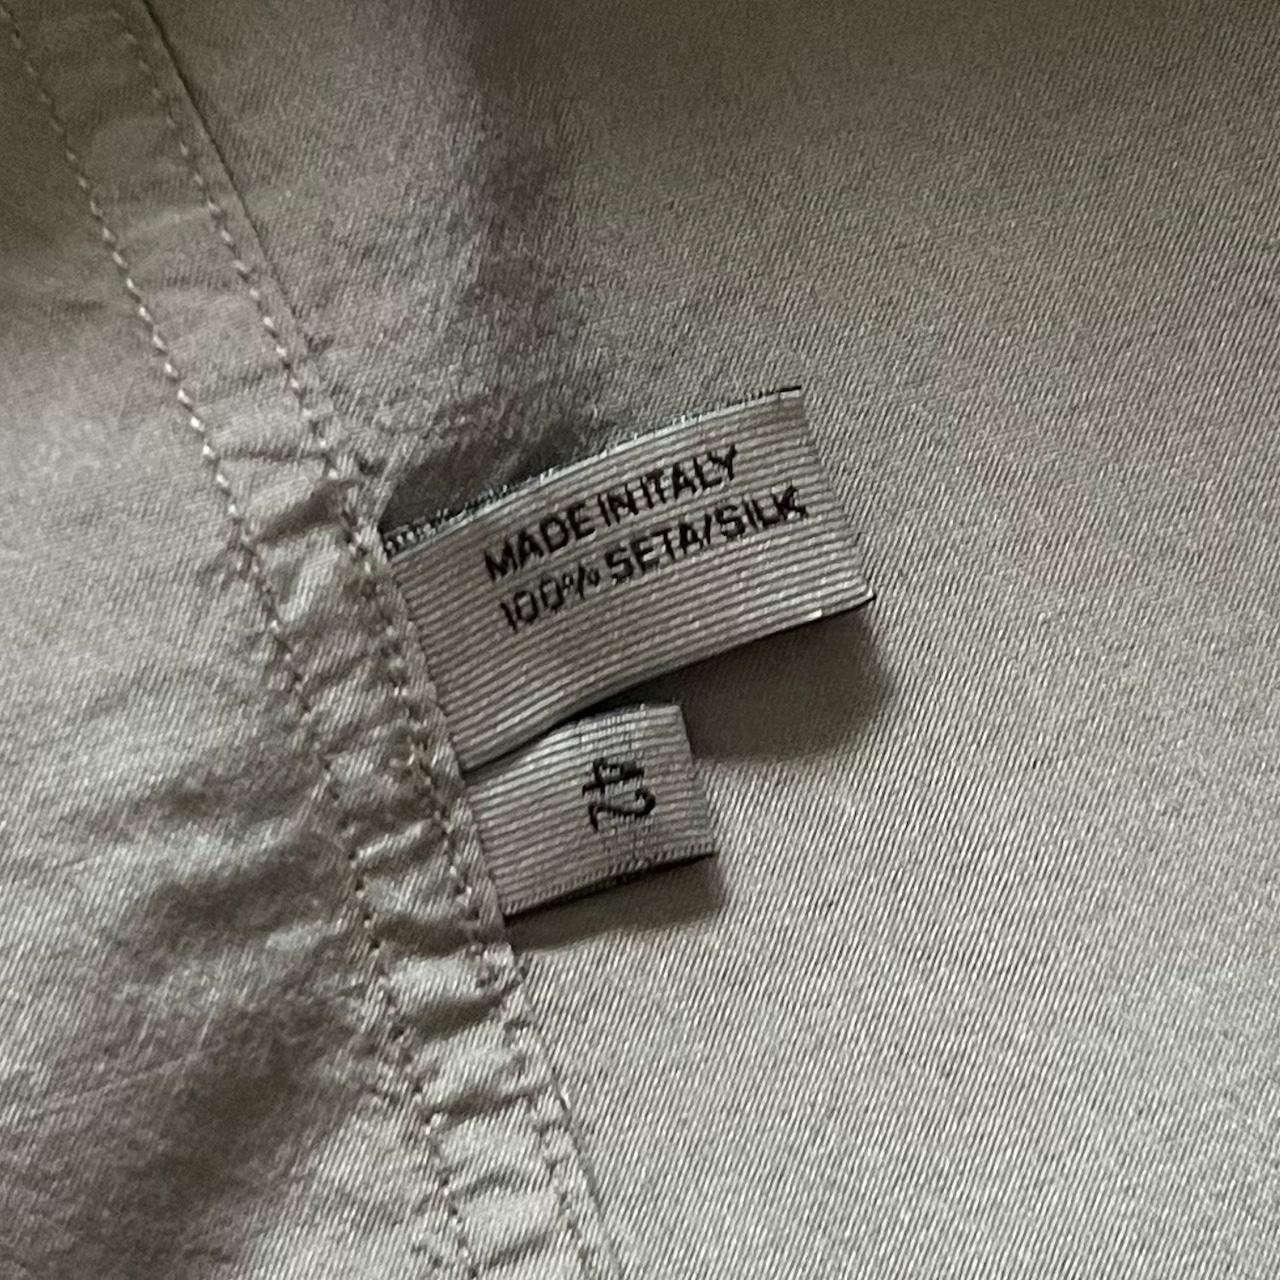 MADE IN ITALY
100% SETA/SILK
42